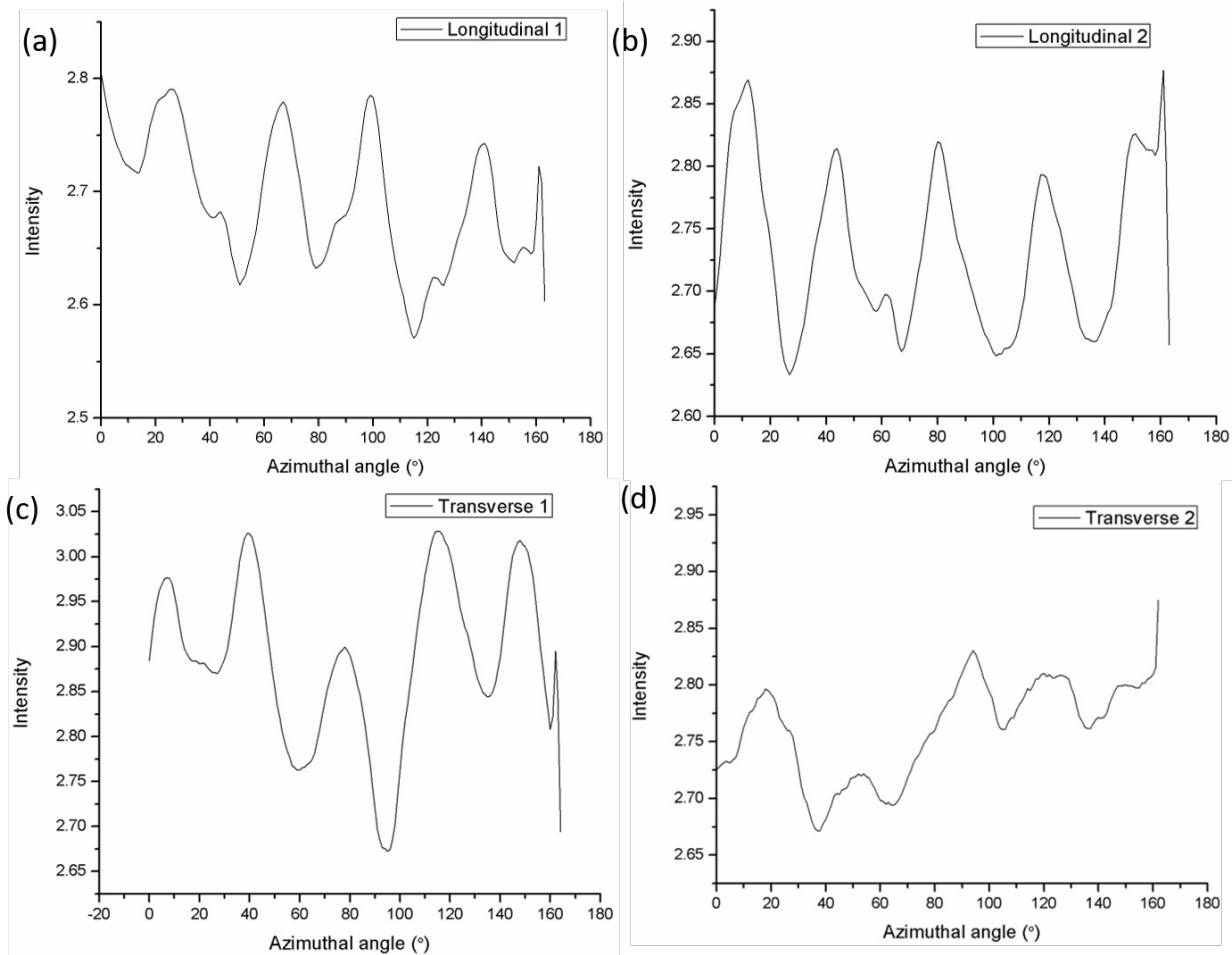 (a)
Longitudinal 1
2.8
2.7
2.6
2.5
Intensity
0 20 40 60 80 100 120 140 160 180
Azimuthal angle (°)
(b)
Longitudinal 2
2.90
2.85
2.80
2.75
2.70
2.65
2.60
Intensity
0 20 40 60 80 100 120 140 160 180
Azimuthal angle (°)
(c)
Transverse 1
3.05
3.00
2.95
2.90
2.85
2.80
2.75
2.70
2.65
Intensity
-20 0 20 40 60 80 100 120 140 160 180
Azimuthal angle (°)
(d)
Transverse 2
2.95
2.90
2.85
2.80
2.75
2.70
2.65
Intensity
0 20 40 60 80 100 120 140 160 180
Azimuthal angle (°)